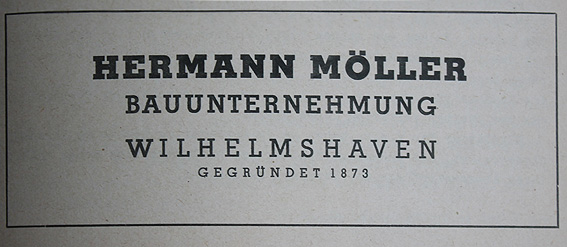 HERMANN MÖLLER
BAUUNTERNEHMUNG
WILHELMSHAVEN
GEGRÜNDET 1873